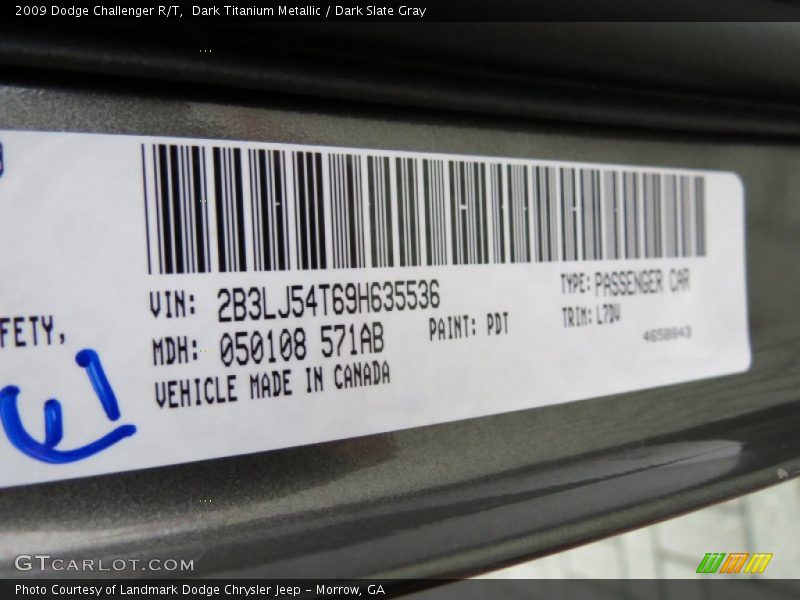 2009 Dodge Challenger R/T,  Dark Titanium Metallic / Dark Slate Gray
FETY,
VIN: 2B3LJ54T69H635536
TYPE: PASSENGER CAR
MDH: 050108 571AB
PAINT: PDT
TRIM: L7DV
4658843
VEHICLE MADE IN CANADA
GTCARLOT.COM
Photo Courtesy of Landmark Dodge Chrysler Jeep – Morrow, GA